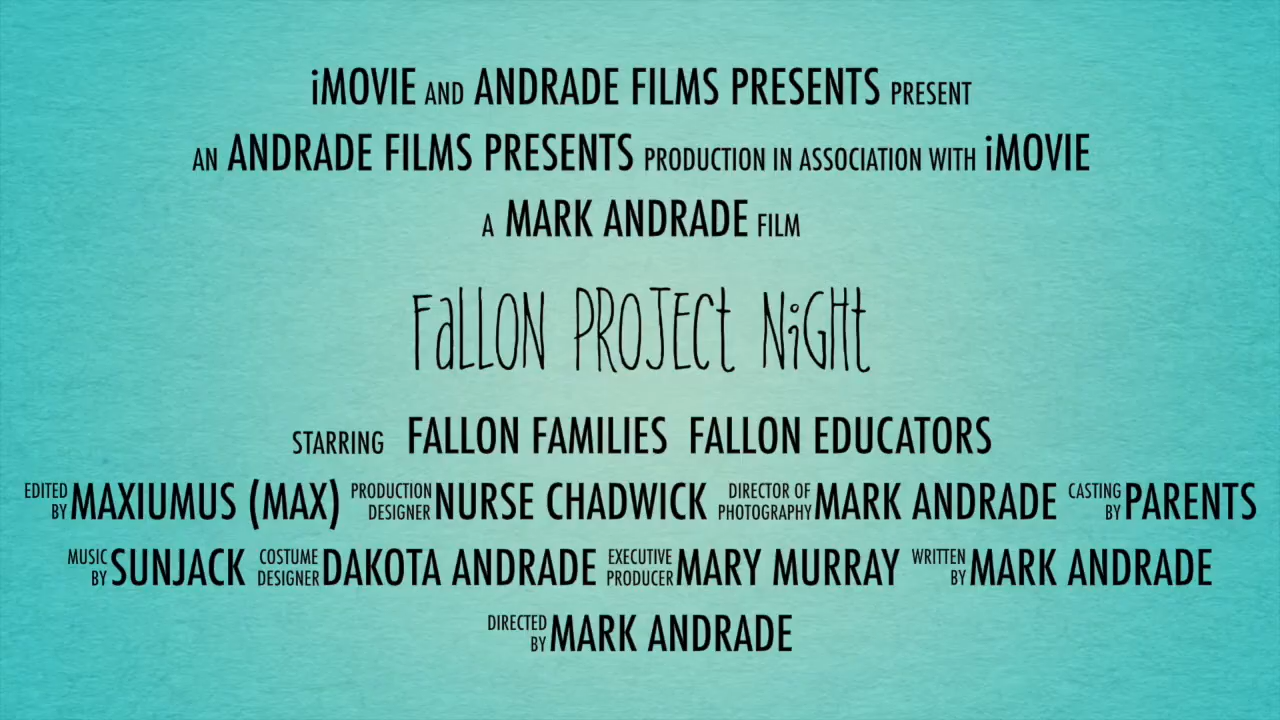 iMOVIE AND ANDRADE FILMS PRESENTS PRESENT
AN ANDRADE FILMS PRESENTS PRODUCTION IN ASSOCIATION WITH iMOVIE
A MARK ANDRADE FILM
FaLLON PROJECt NiGHt
STARRING FALLON FAMILIES FALLON EDUCATORS
EDITED BY MAXIUMUS (MAX) PRODUCTION DESIGNER NURSE CHADWICK DIRECTOR OF PHOTOGRAPHY MARK ANDRADE CASTING BY PARENTS
MUSIC BY SUNJACK COSTUME DESIGNER DAKOTA ANDRADE EXECUTIVE PRODUCER MARY MURRAY WRITTEN BY MARK ANDRADE
DIRECTED BY MARK ANDRADE